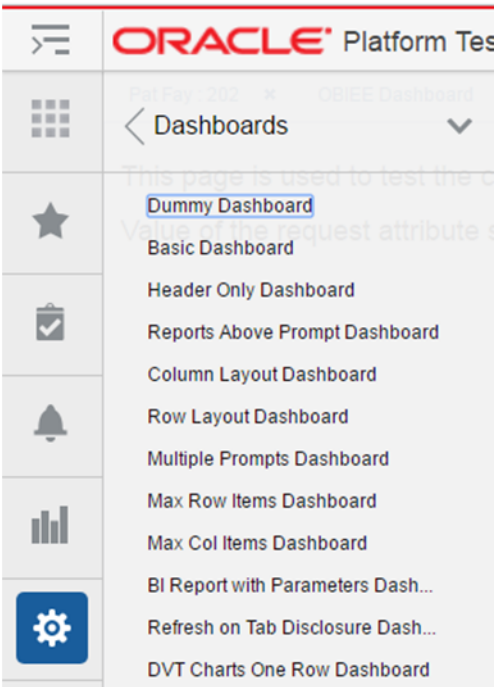 ORACLE Platform Tes
Pat Fay : 202 × OBIEE Dashboard
Dashboards
This page is used to test the c
Dummy Dashboard
Value of the request attribute s
Basic Dashboard
Header Only Dashboard
Reports Above Prompt Dashboard
Column Layout Dashboard
Row Layout Dashboard
Multiple Prompts Dashboard
Max Row Items Dashboard
Max Col Items Dashboard
BI Report with Parameters Dash...
Refresh on Tab Disclosure Dash...
DVT Charts One Row Dashboard